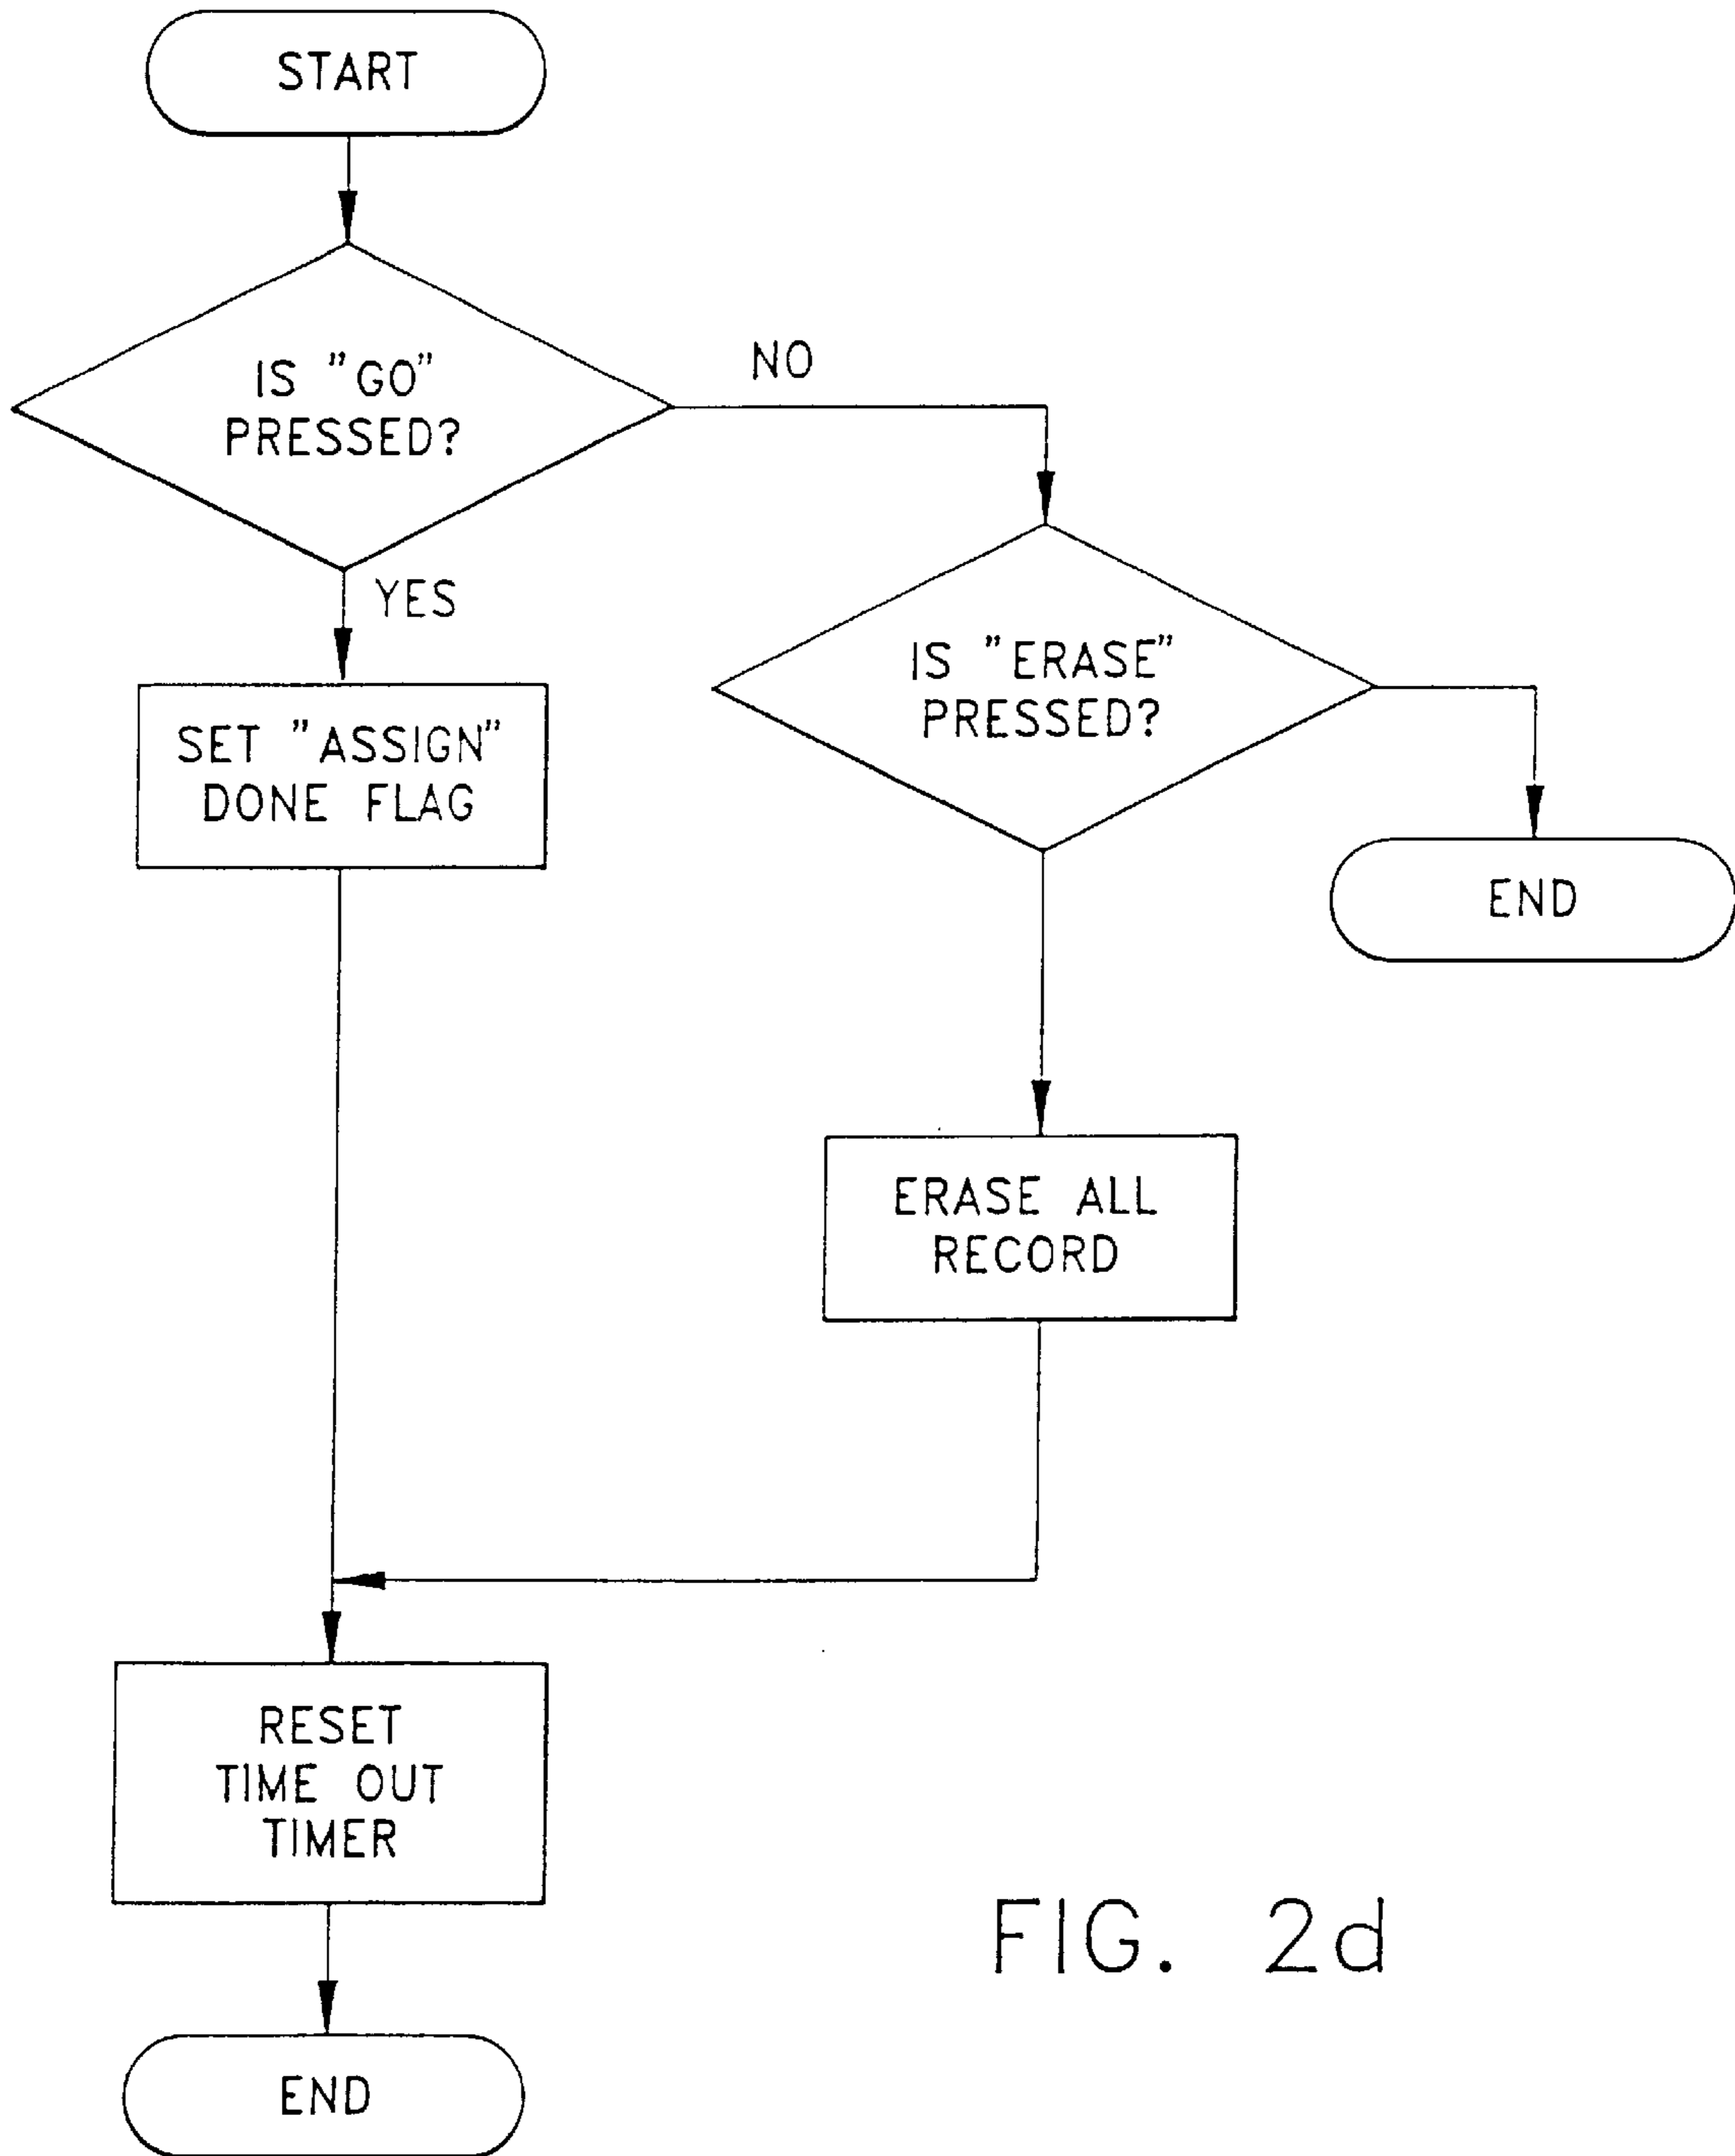 START
IS "GO"
PRESSED?
NO
YES
SET "ASSIGN"
DONE FLAG
IS "ERASE"
PRESSED?
END
ERASE ALL
RECORD
RESET
TIME OUT
TIMER
END
FIG. 2d